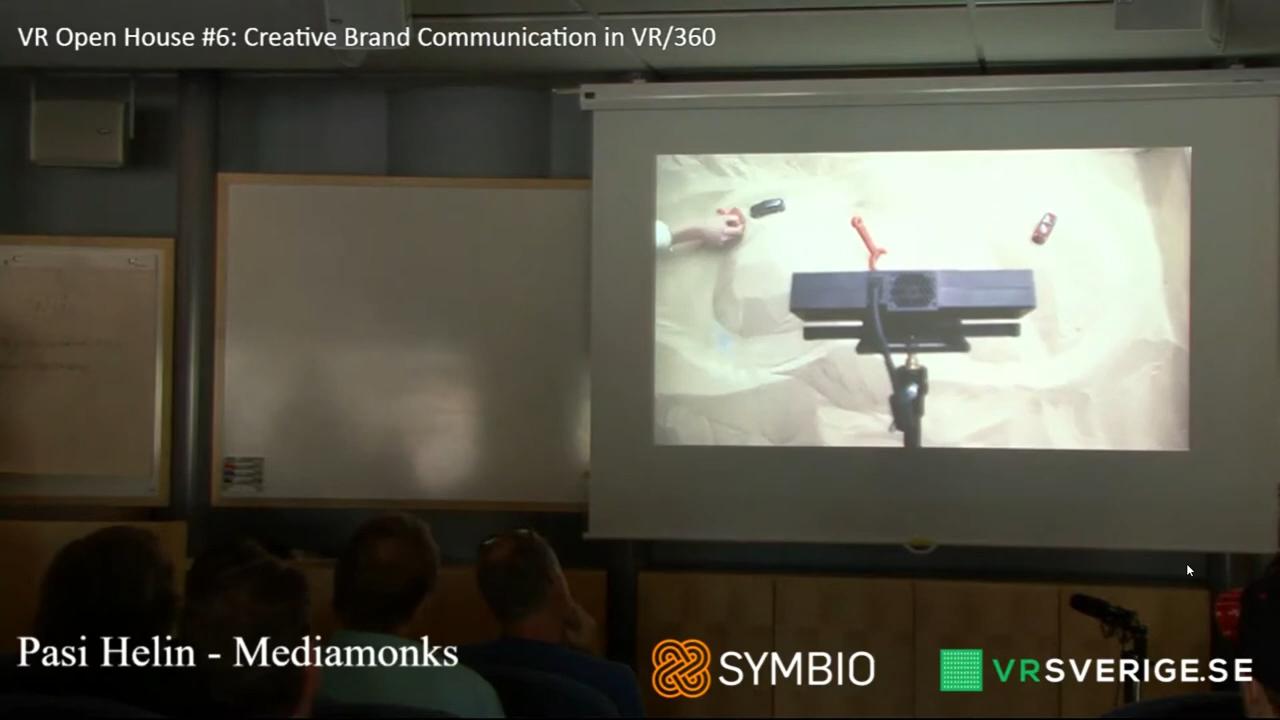 VR Open House #6: Creative Brand Communication in VR/360
Pasi Helin - Mediamonks
SYMBIO
VRSVERIGE.SE